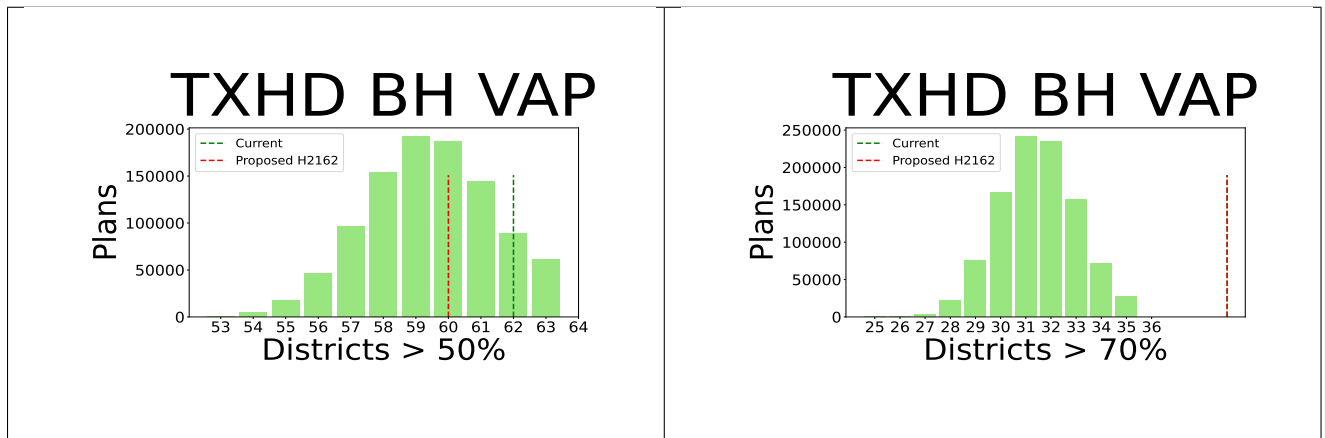 TXHD BH VAP
200000
150000
100000
50000
0
Plans
Current
Proposed H2162
53 54 55 56 57 58 59 60 61 62 63 64
Districts > 50%
TXHD BH VAP
250000
200000
150000
100000
50000
0
Plans
Current
Proposed H2162
25 26 27 28 29 30 31 32 33 34 35 36
Districts > 70%